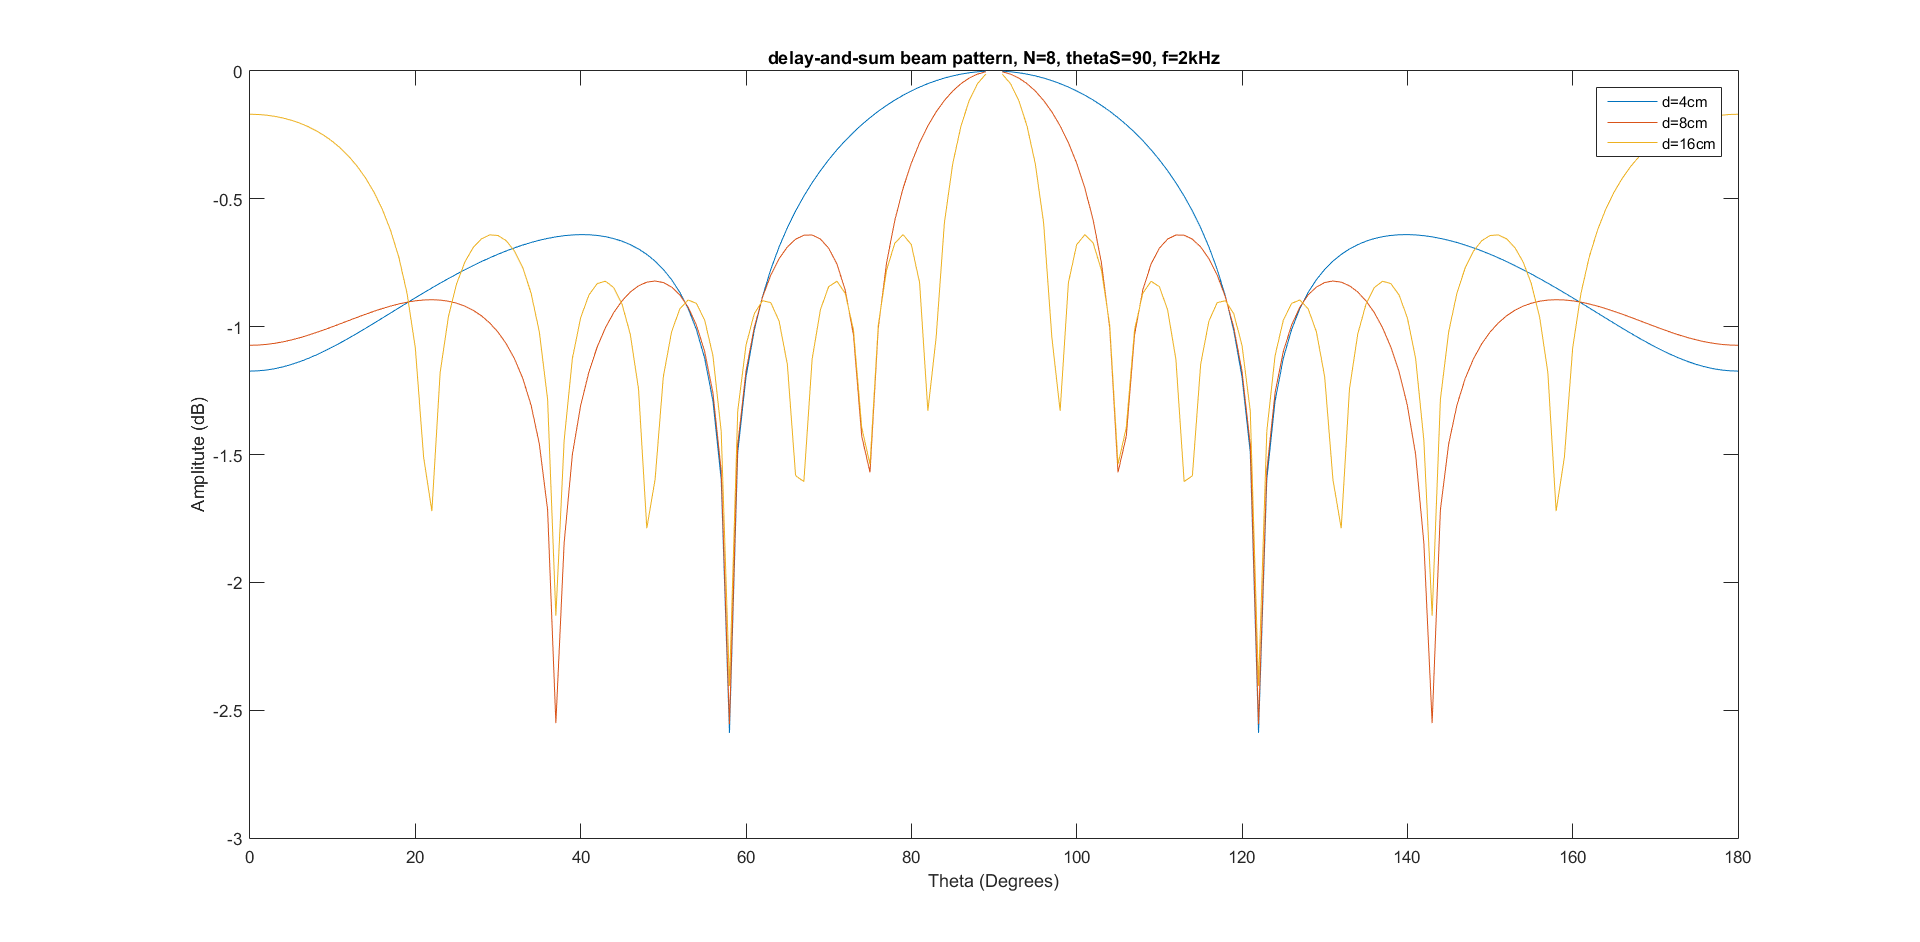 delay-and-sum beam pattern, N=8, thetaS=90, f=2kHz
d=4cm
d=8cm
d=16cm
0
-0.5
-1
-1.5
-2
-2.5
-3
Amplitute (dB)
0 20 40 60 80 100 120 140 160 180
Theta (Degrees)